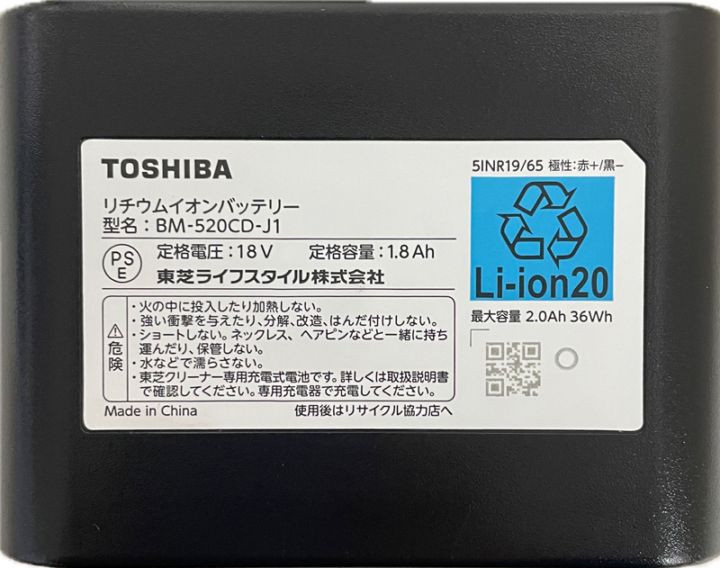 TOSHIBA
リチウムイオンバッテリー
型名：BM-520CD-J1
PS
E
定格電圧：18V 定格容量：1.8Ah
東芝ライフスタイル株式会社
5INR19/65 極性：赤+/黒−
Li-ion20
最大容量 2.0Ah 36Wh
危険
・火の中に投入したり加熱しない。
・強い衝撃を与えたり、分解、改造、はんだ付けしない。
・ショートしない。ネックレス、ヘアピンなどと一緒に持ち
運んだり、保管しない。
・水などで濡らさない。
・東芝クリーナー専用充電式電池です。詳しくは取扱説明書
で確認してください。専用充電器で充電してください。
Made in China
使用後はリサイクル協力店へ